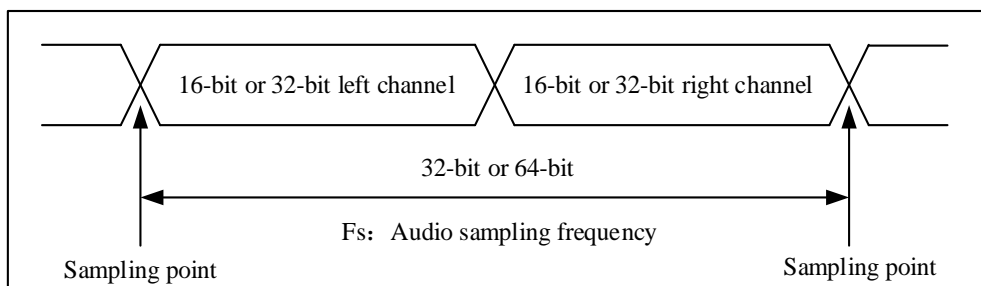 16-bit or 32-bit left channel 16-bit or 32-bit right channel
32-bit or 64-bit
Fs：Audio sampling frequency
Sampling point Sampling point